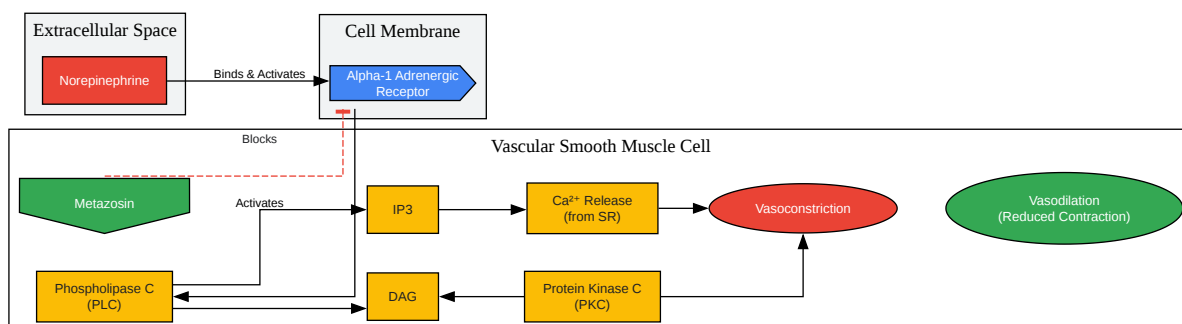 Extracellular Space
Cell Membrane
Norepinephrine
Binds & Activates
Alpha-1 Adrenergic
Receptor
Blocks
Vascular Smooth Muscle Cell
Metazosin
Activates
IP3
Ca²⁺ Release
(from SR)
Vasoconstriction
Vasodilation
(Reduced Contraction)
Phospholipase C
(PLC)
DAG
Protein Kinase C
(PKC)